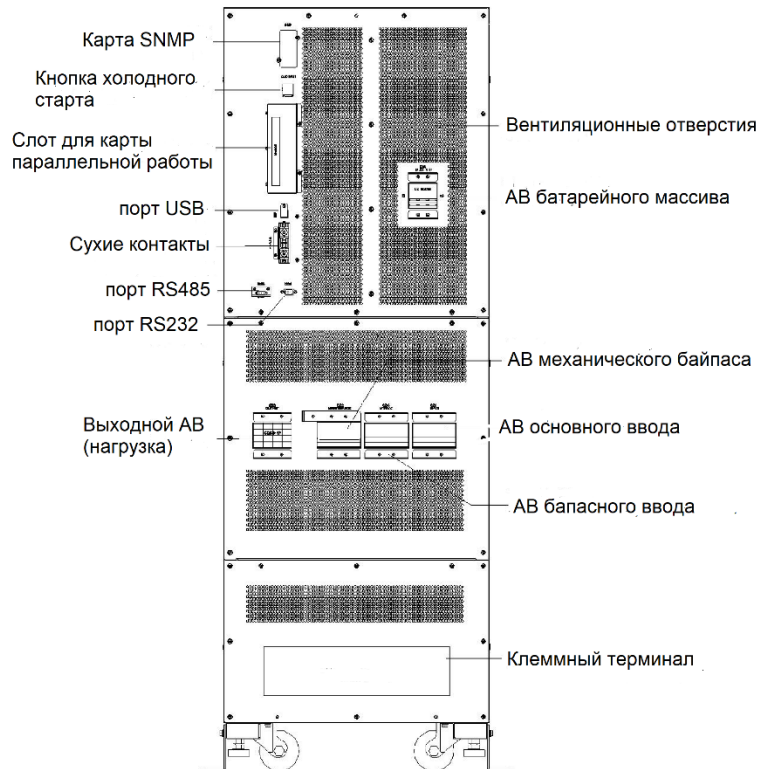 Карта SNMP
Кнопка холодного
старта
Слот для карты
параллельной работы
порт USB
Сухие контакты
порт RS485
порт RS232
Выходной АВ
(нагрузка)
Вентиляционные отверстия
АВ батарейного массива
АВ механического байпаса
АВ основного ввода
АВ бапасного ввода
Клеммный терминал